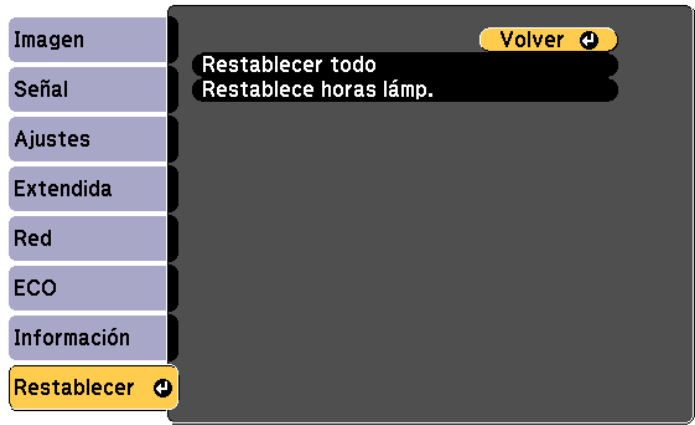 Imagen
Señal
Ajustes
Extendida
Red
ECO
Información
Restablecer
Volver
Restablecer todo
Restablece horas lámp.